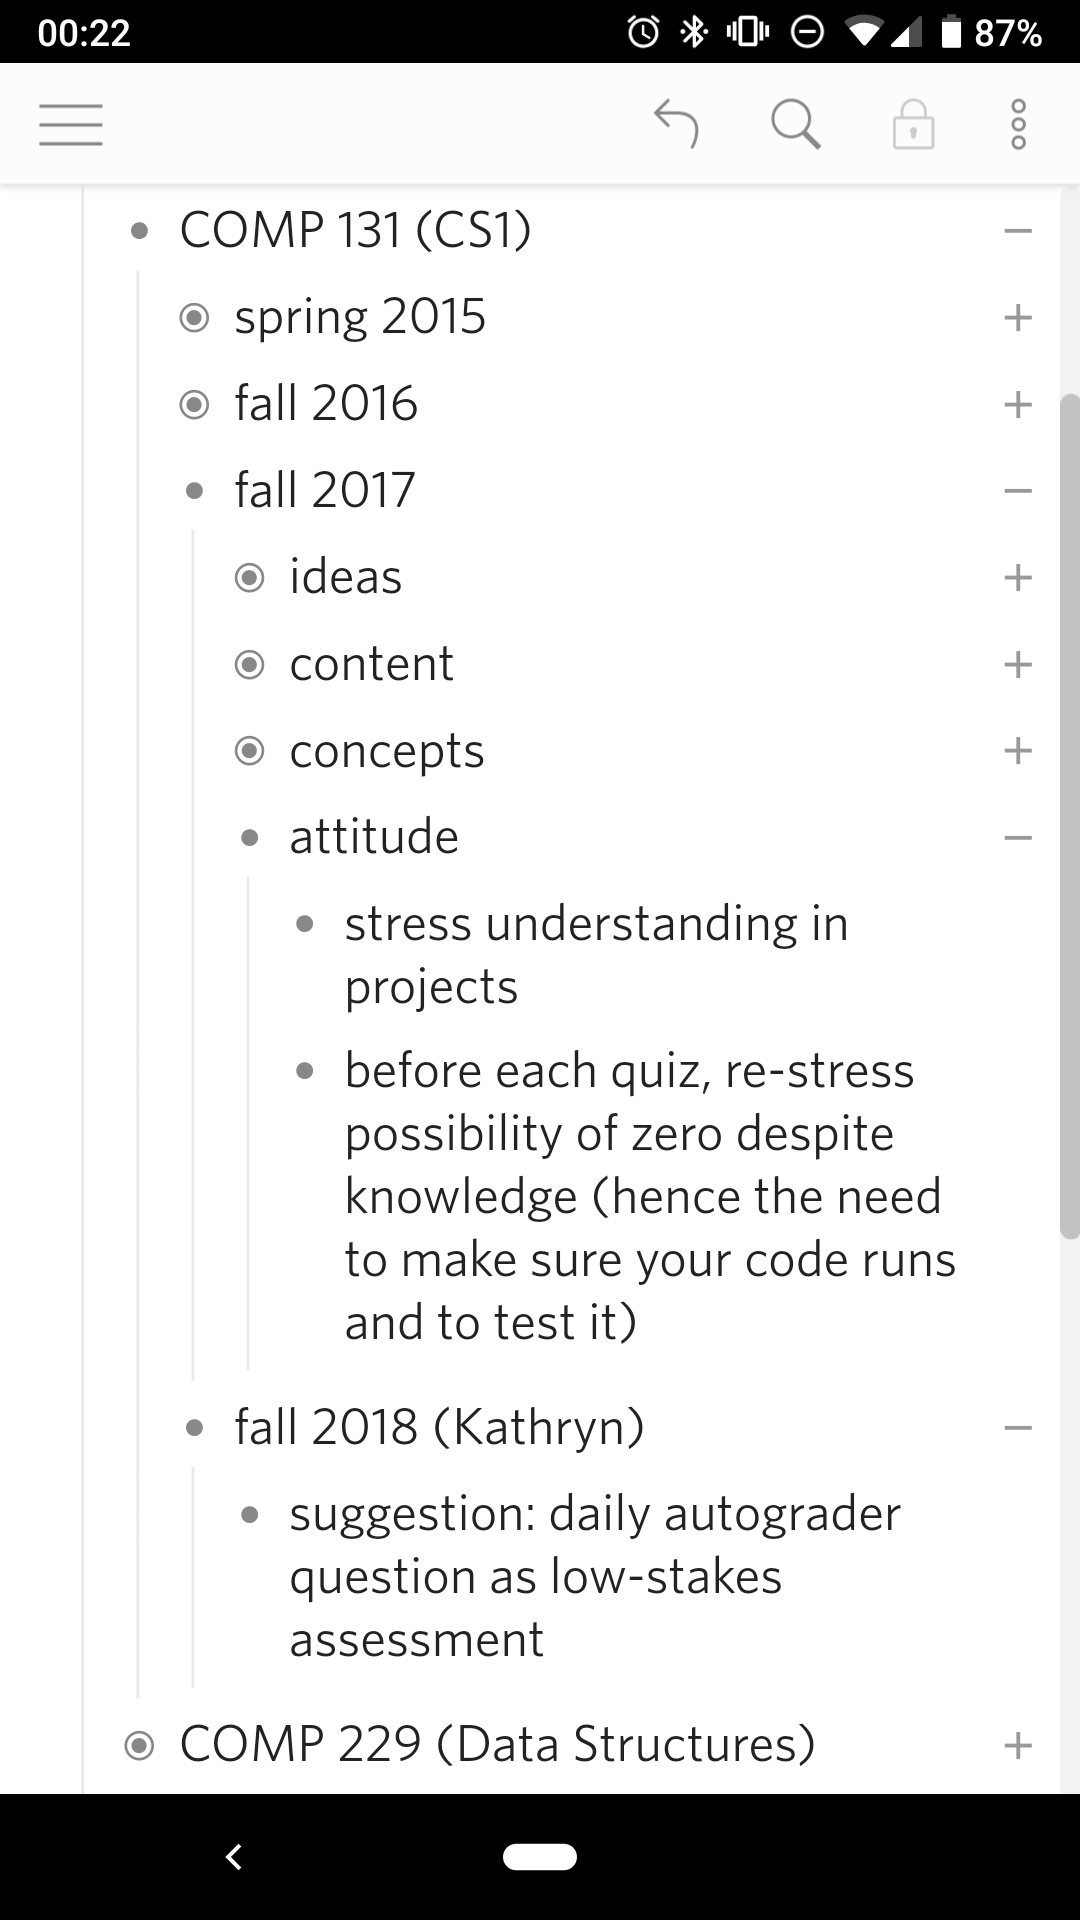 00:22
87%
COMP 131 (CS1)
spring 2015
fall 2016
fall 2017
ideas
content
concepts
attitude
stress understanding in
projects
before each quiz, re-stress
possibility of zero despite
knowledge (hence the need
to make sure your code runs
and to test it)
fall 2018 (Kathryn)
suggestion: daily autograder
question as low-stakes
assessment
COMP 229 (Data Structures)